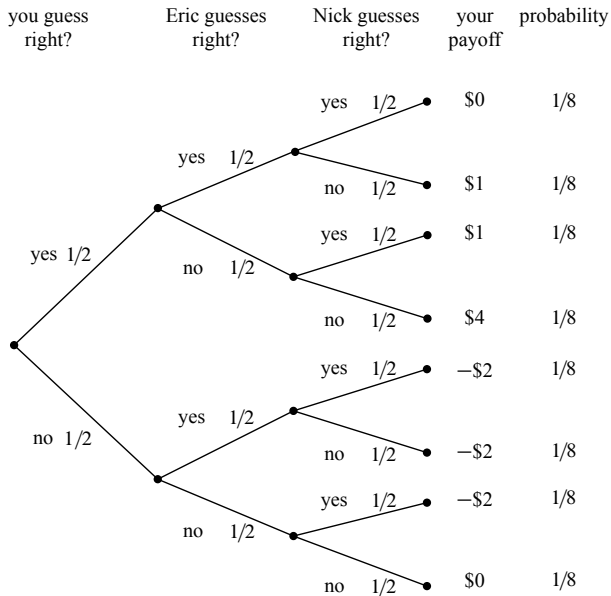 you guess Eric guesses Nick guesses your probability
right? right? right? payoff
yes 1/2 $0 1/8
yes 1/2
no 1/2 $1 1/8
yes 1/2 $1 1/8
yes 1/2
no 1/2
no 1/2 $4 1/8
yes 1/2 −$2 1/8
yes 1/2
no 1/2
no 1/2 −$2 1/8
yes 1/2 −$2 1/8
no 1/2
no 1/2 $0 1/8